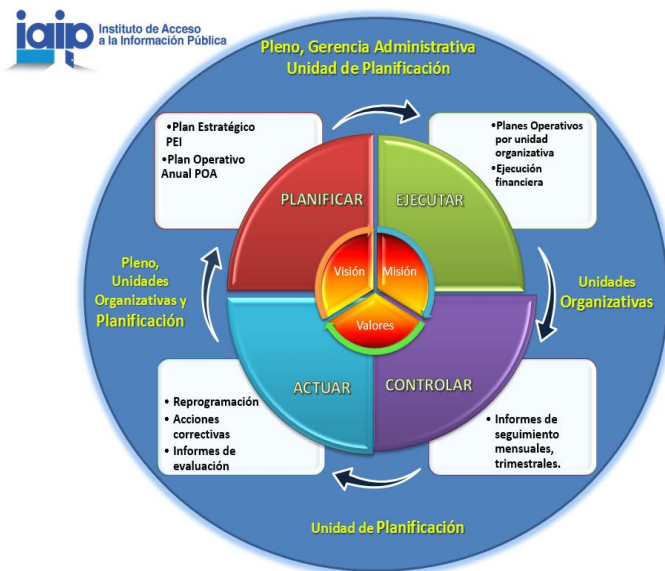 iaip
Instituto de Acceso
a la Información Pública
Pleno, Gerencia Administrativa
Unidad de Planificación
•Plan Estratégico
PEI
•Plan Operativo
Anual POA
•Planes Operativos
por unidad
organizativa
•Ejecución
financiera
PLANIFICAR
EJECUTAR
Visión
Misión
Valores
Pleno,
Unidades
Organizativas y
Planificación
Unidades
Organizativas
ACTUAR
CONTROLAR
• Reprogramación
• Acciones
correctivas
• Informes de
evaluación
• Informes de
seguimiento
mensuales,
trimestrales.
Unidad de Planificación